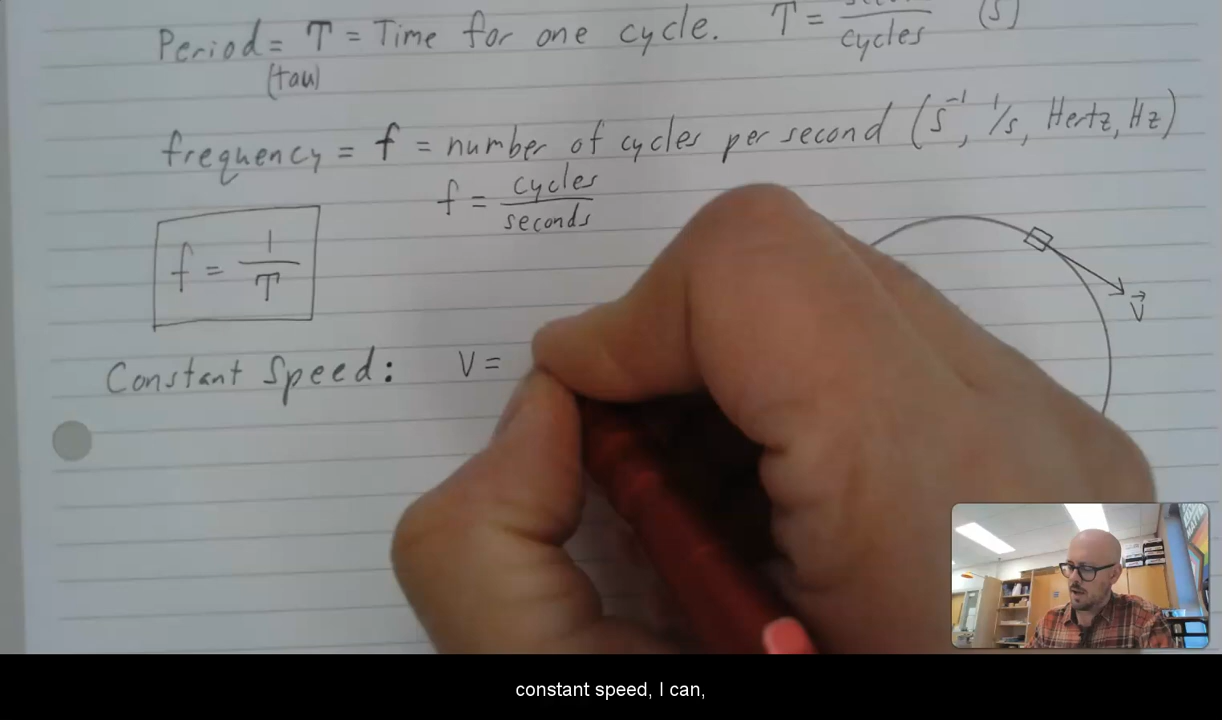 Period = T = Time for one cycle. T = cycles (s)
(tau)
frequency = f = number of cycles per second (s⁻¹, 1/s, Hertz, Hz)
f = cycles/seconds
f = 1/T
V
Constant Speed: V =
constant speed, I can,